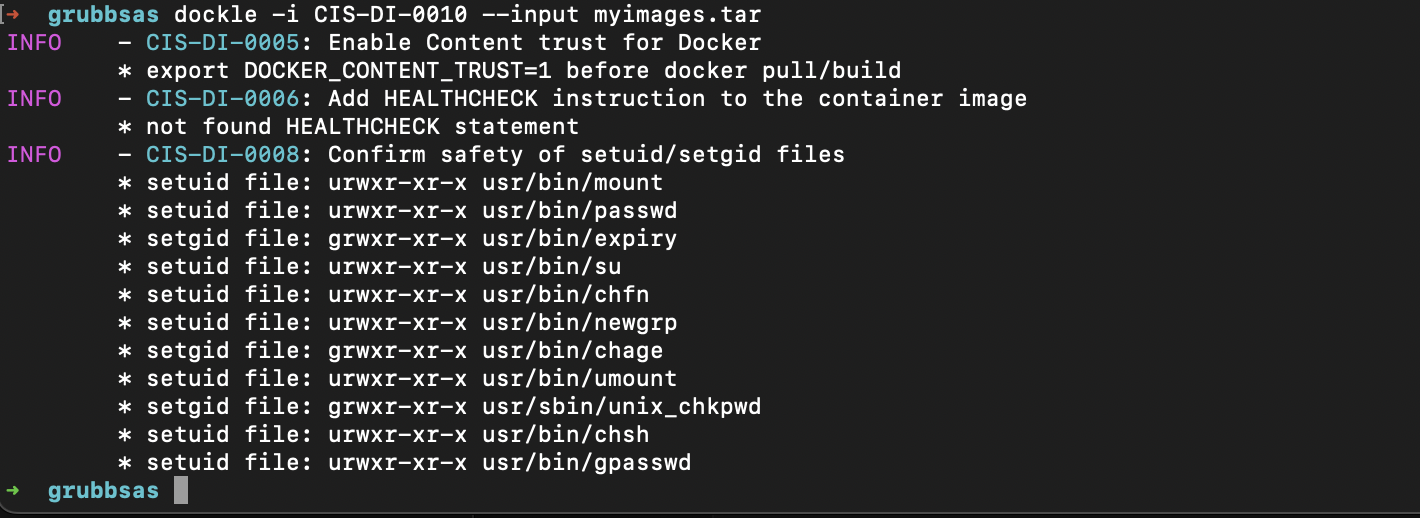 [➜  grubbsas dockle -i CIS-DI-0010 --input myimages.tar
INFO    - CIS-DI-0005: Enable Content trust for Docker
        * export DOCKER_CONTENT_TRUST=1 before docker pull/build
INFO    - CIS-DI-0006: Add HEALTHCHECK instruction to the container image
        * not found HEALTHCHECK statement
INFO    - CIS-DI-0008: Confirm safety of setuid/setgid files
        * setuid file: urwxr-xr-x usr/bin/mount
        * setuid file: urwxr-xr-x usr/bin/passwd
        * setgid file: grwxr-xr-x usr/bin/expiry
        * setuid file: urwxr-xr-x usr/bin/su
        * setuid file: urwxr-xr-x usr/bin/chfn
        * setuid file: urwxr-xr-x usr/bin/newgrp
        * setgid file: grwxr-xr-x usr/bin/chage
        * setuid file: urwxr-xr-x usr/bin/umount
        * setgid file: grwxr-xr-x usr/sbin/unix_chkpwd
        * setuid file: urwxr-xr-x usr/bin/chsh
        * setuid file: urwxr-xr-x usr/bin/gpasswd
➜  grubbsas